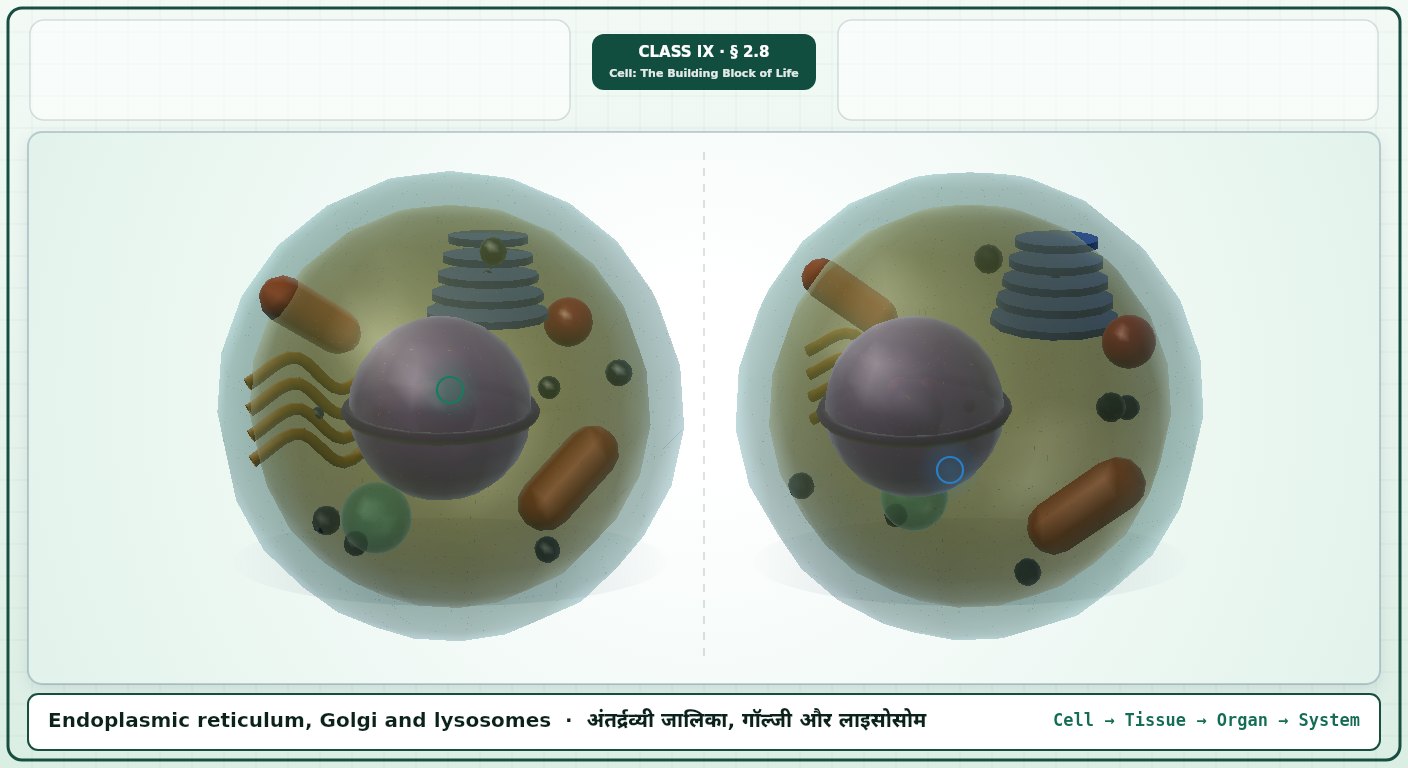 CLASS IX · § 2.8
Cell: The Building Block of Life
Endoplasmic reticulum, Golgi and lysosomes · अंतर्द्रव्यी जालिका, गॉल्जी और लाइसोसोम
Cell → Tissue → Organ → System